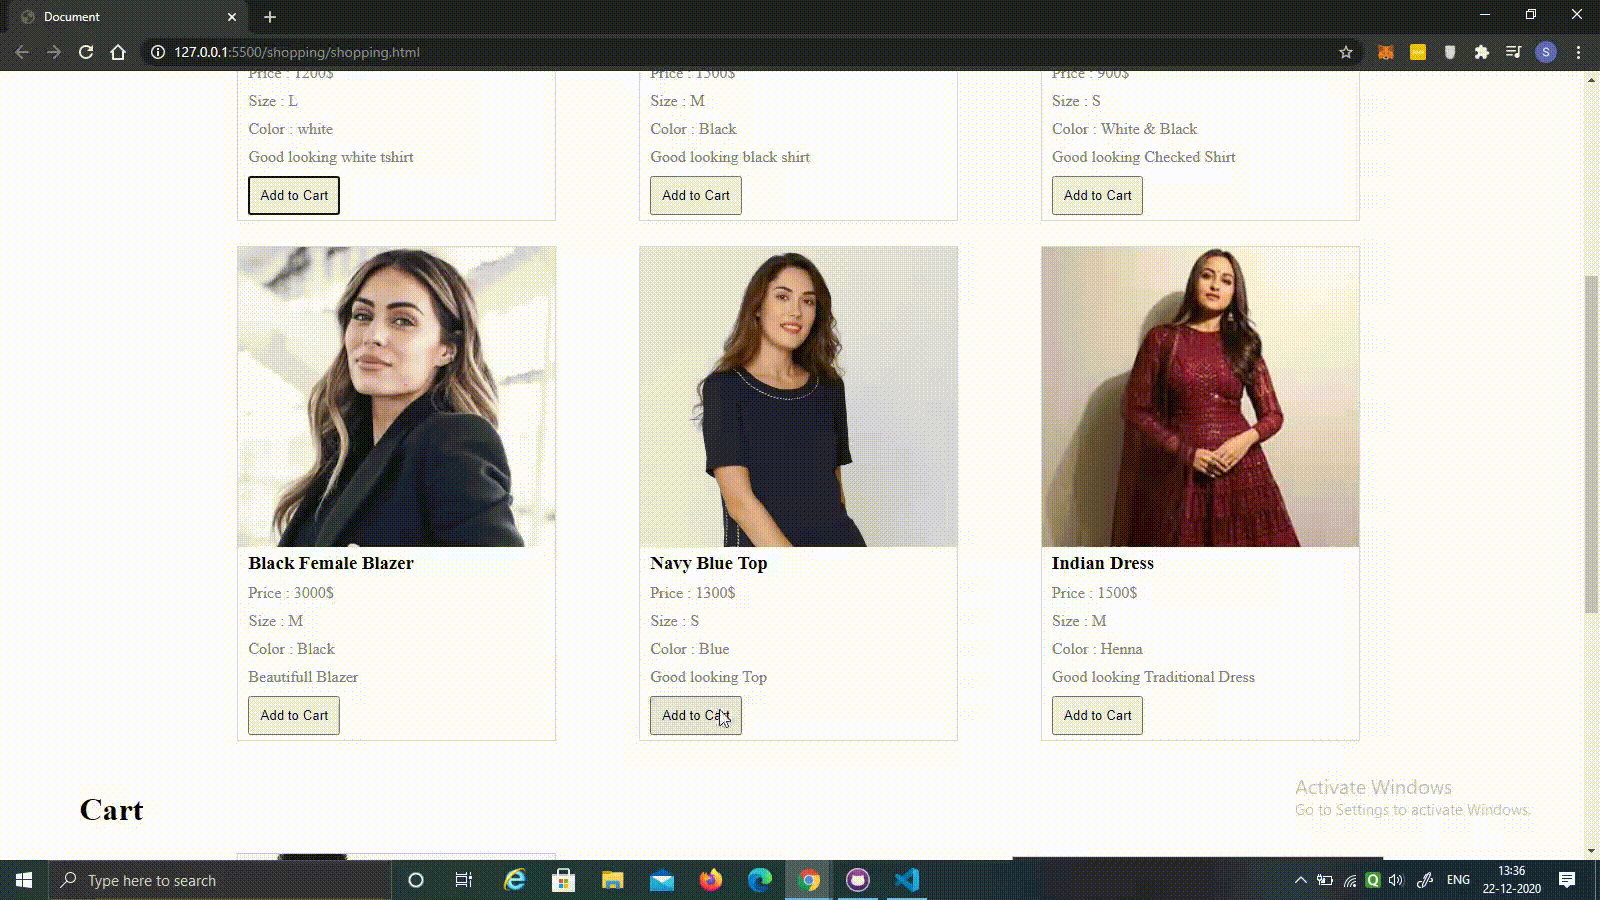 Document
127.0.0.1:5500/shopping/shopping.html
S
Price : 1200$
Price : 1500$
Price : 900$
Size : L
Size : M
Size : S
Color : white
Color : Black
Color : White & Black
Good looking white tshirt
Good looking black shirt
Good looking Checked Shirt
Add to Cart
Add to Cart
Add to Cart
Black Female Blazer
Navy Blue Top
Indian Dress
Price : 3000$
Price : 1300$
Price : 1500$
Size : M
Size : S
Size : M
Color : Black
Color : Blue
Color : Henna
Beautifull Blazer
Good looking Top
Good looking Traditional Dress
Add to Cart
Add to Cart
Add to Cart
Cart
Activate Windows
Go to Settings to activate Windows.
Type here to search
ENG
13:36
22-12-2020